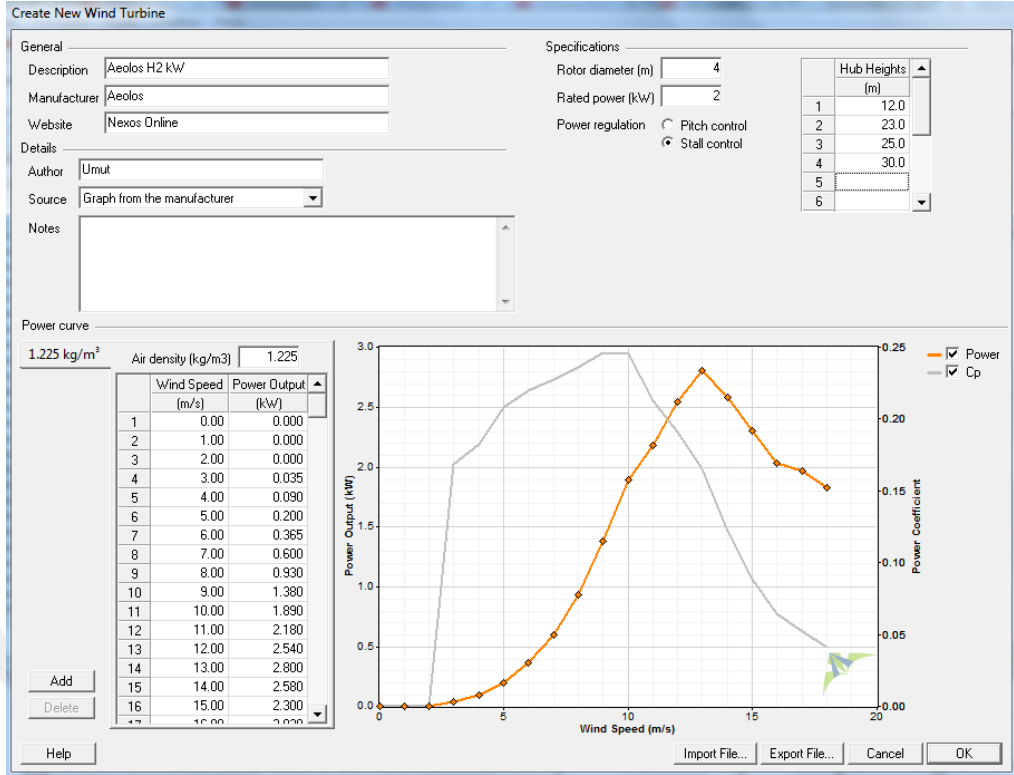 Create New Wind Turbine
General
Description Aeolos H2 kW
Manufacturer Aeolos
Website Nexos Online
Details
Author Umut
Source Graph from the manufacturer
Notes
Specifications
Rotor diameter (m) 4
Rated power (kW) 2
Power regulation Pitch control
Stall control
Hub Heights
(m)
1 12.0
2 23.0
3 25.0
4 30.0
5
6
Power curve
1.225 kg/m³
Air density (kg/m3) 1.225
Wind Speed Power Output
(m/s) (kW)
1 0.00 0.000
2 1.00 0.000
3 2.00 0.000
4 3.00 0.035
5 4.00 0.090
6 5.00 0.200
7 6.00 0.365
8 7.00 0.600
9 8.00 0.930
10 9.00 1.380
11 10.00 1.890
12 11.00 2.180
13 12.00 2.540
14 13.00 2.800
15 14.00 2.580
16 15.00 2.300
Add
Delete
3.0
2.5
2.0
1.5
1.0
0.5
0.0
Power Output (kW)
0 5 10 15 20
Wind Speed (m/s)
0.25
0.20
0.15
0.10
0.05
0.00
Power Coefficient
Power
Cp
Help
Import File...
Export File...
Cancel
OK